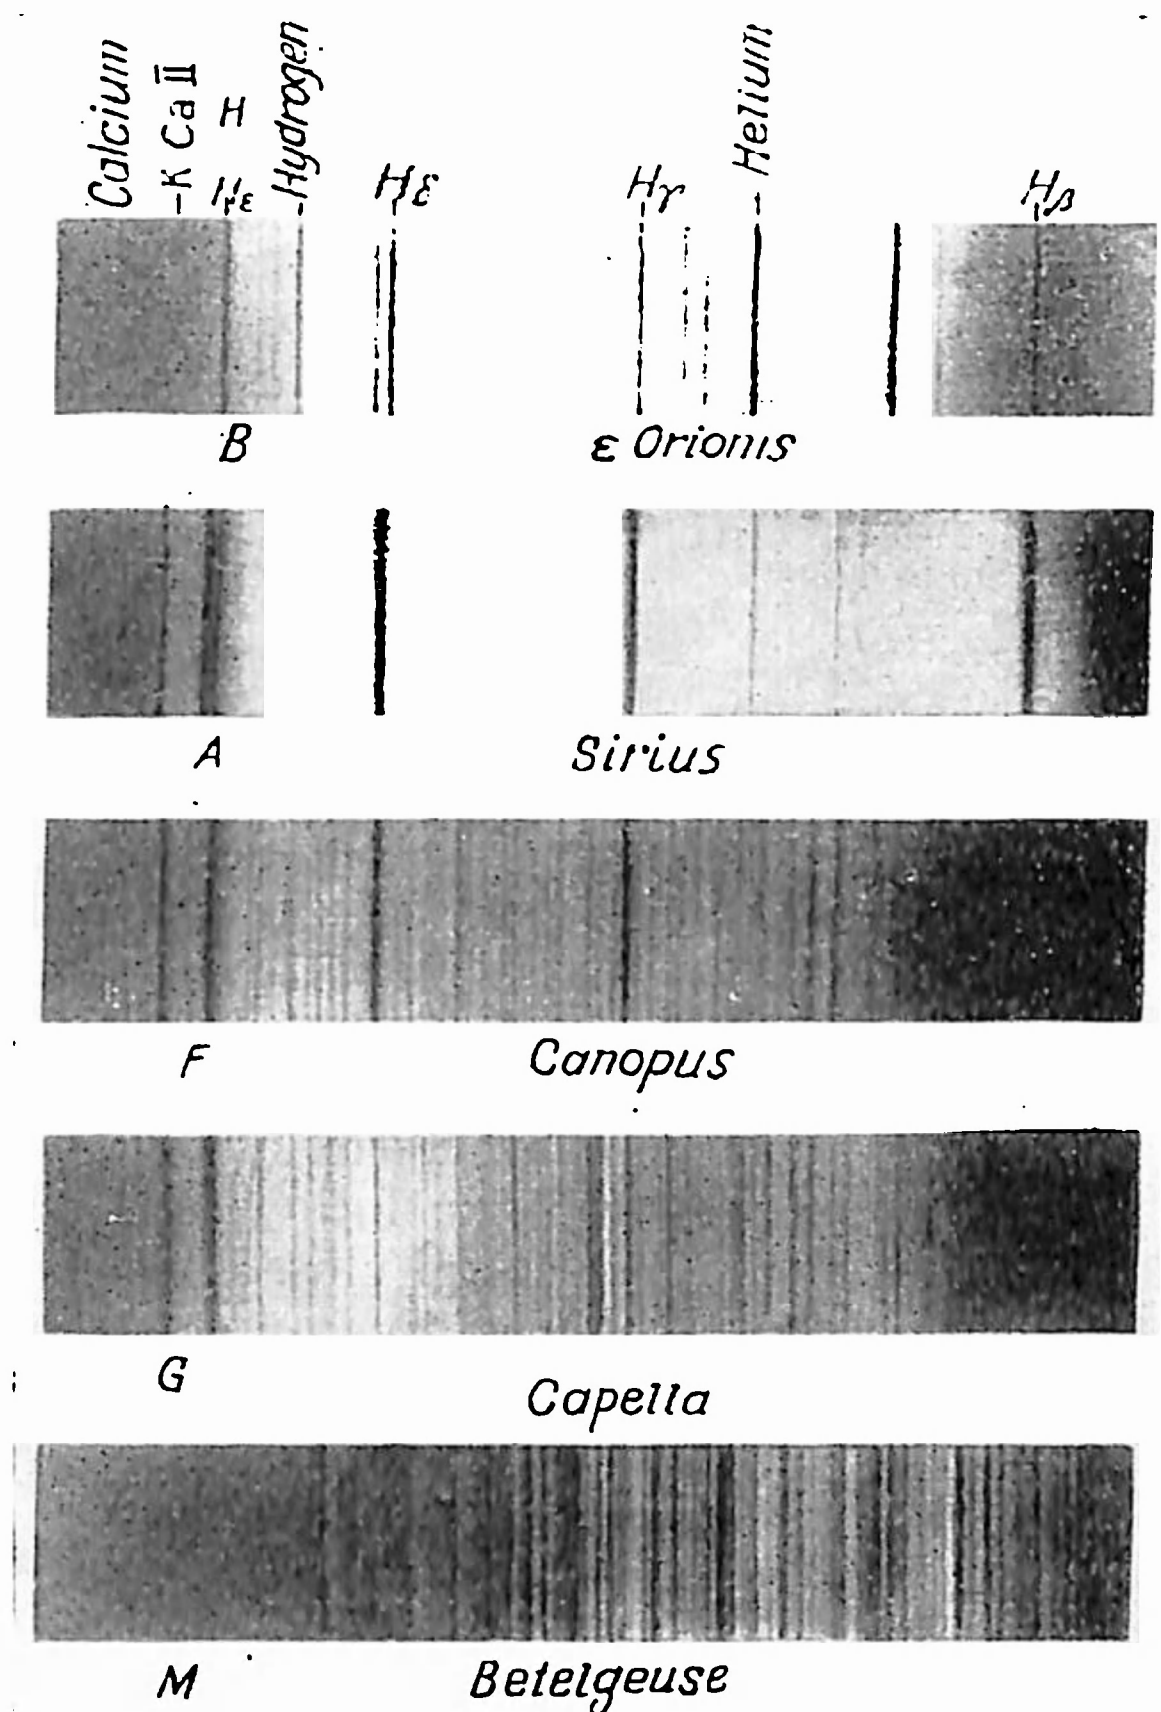 Calcium
K Ca II
H
Hε
Hydrogen
Hε
Hγ
Helium
Hβ
B
ε Orionis
A
Sirius
F
Canopus
G
Capella
M
Betelgeuse